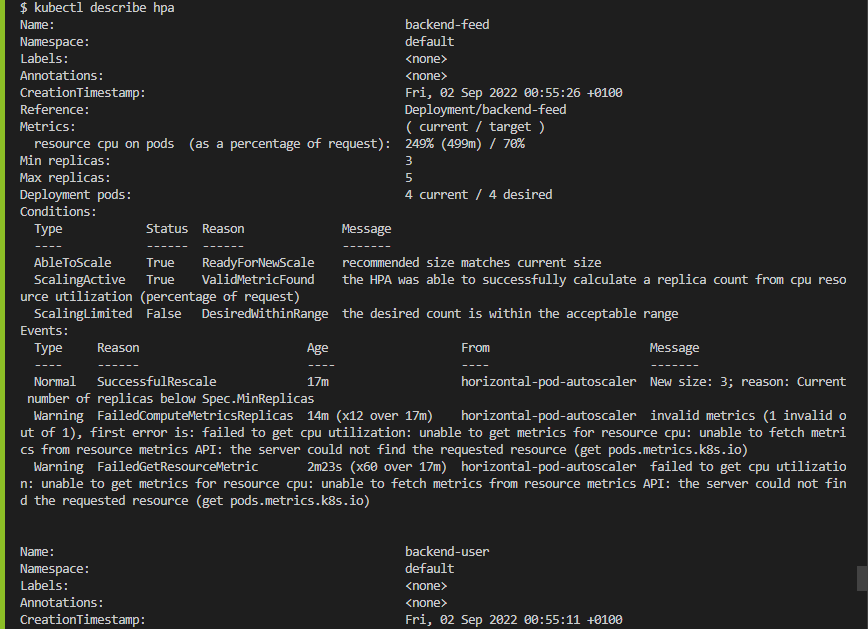 $ kubectl describe hpa
Name:                                                  backend-feed
Namespace:                                             default
Labels:                                                <none>
Annotations:                                           <none>
CreationTimestamp:                                     Fri, 02 Sep 2022 00:55:26 +0100
Reference:                                             Deployment/backend-feed
Metrics:                                               ( current / target )
  resource cpu on pods  (as a percentage of request):  249% (499m) / 70%
Min replicas:                                          3
Max replicas:                                          5
Deployment pods:                                       4 current / 4 desired
Conditions:
  Type            Status  Reason              Message
  ----            ------  ------              -------
  AbleToScale     True    ReadyForNewScale    recommended size matches current size
  ScalingActive   True    ValidMetricFound    the HPA was able to successfully calculate a replica count from cpu reso
urce utilization (percentage of request)
  ScalingLimited  False   DesiredWithinRange  the desired count is within the acceptable range
Events:
  Type     Reason                        Age                   From                       Message
  ----     ------                        ----                  ----                       -------
  Normal   SuccessfulRescale             17m                   horizontal-pod-autoscaler  New size: 3; reason: Current
 number of replicas below Spec.MinReplicas
  Warning  FailedComputeMetricsReplicas  14m (x12 over 17m)    horizontal-pod-autoscaler  invalid metrics (1 invalid o
ut of 1), first error is: failed to get cpu utilization: unable to get metrics for resource cpu: unable to fetch metri
cs from resource metrics API: the server could not find the requested resource (get pods.metrics.k8s.io)
  Warning  FailedGetResourceMetric       2m23s (x60 over 17m)  horizontal-pod-autoscaler  failed to get cpu utilizatio
n: unable to get metrics for resource cpu: unable to fetch metrics from resource metrics API: the server could not fin
d the requested resource (get pods.metrics.k8s.io)
Name:                                                  backend-user
Namespace:                                             default
Labels:                                                <none>
Annotations:                                           <none>
CreationTimestamp:                                     Fri, 02 Sep 2022 00:55:11 +0100